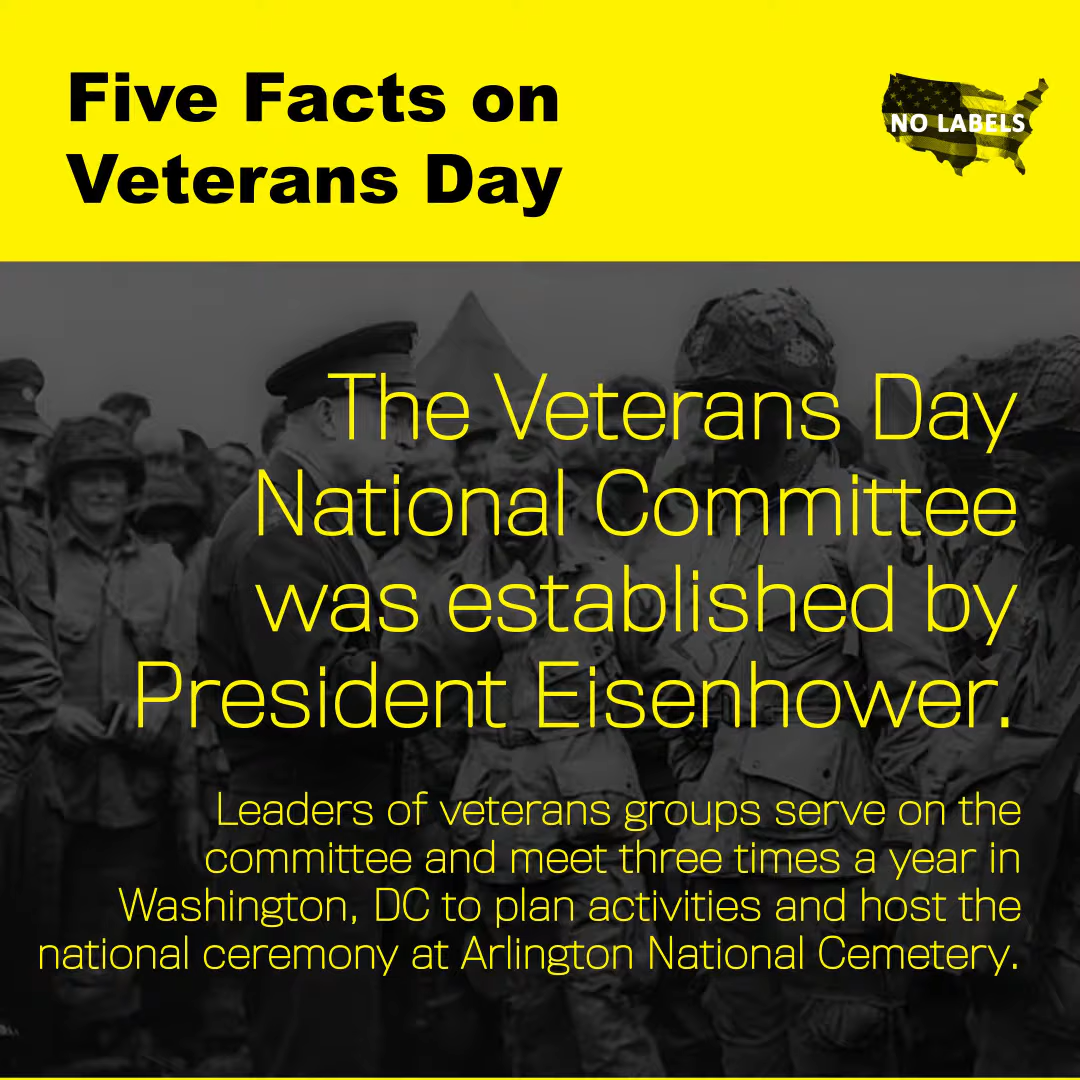 Five Facts on
Veterans Day
NO LABELS
The Veterans Day
National Committee
was established by
President Eisenhower.
Leaders of veterans groups serve on the
committee and meet three times a year in
Washington, DC to plan activities and host the
national ceremony at Arlington National Cemetery.